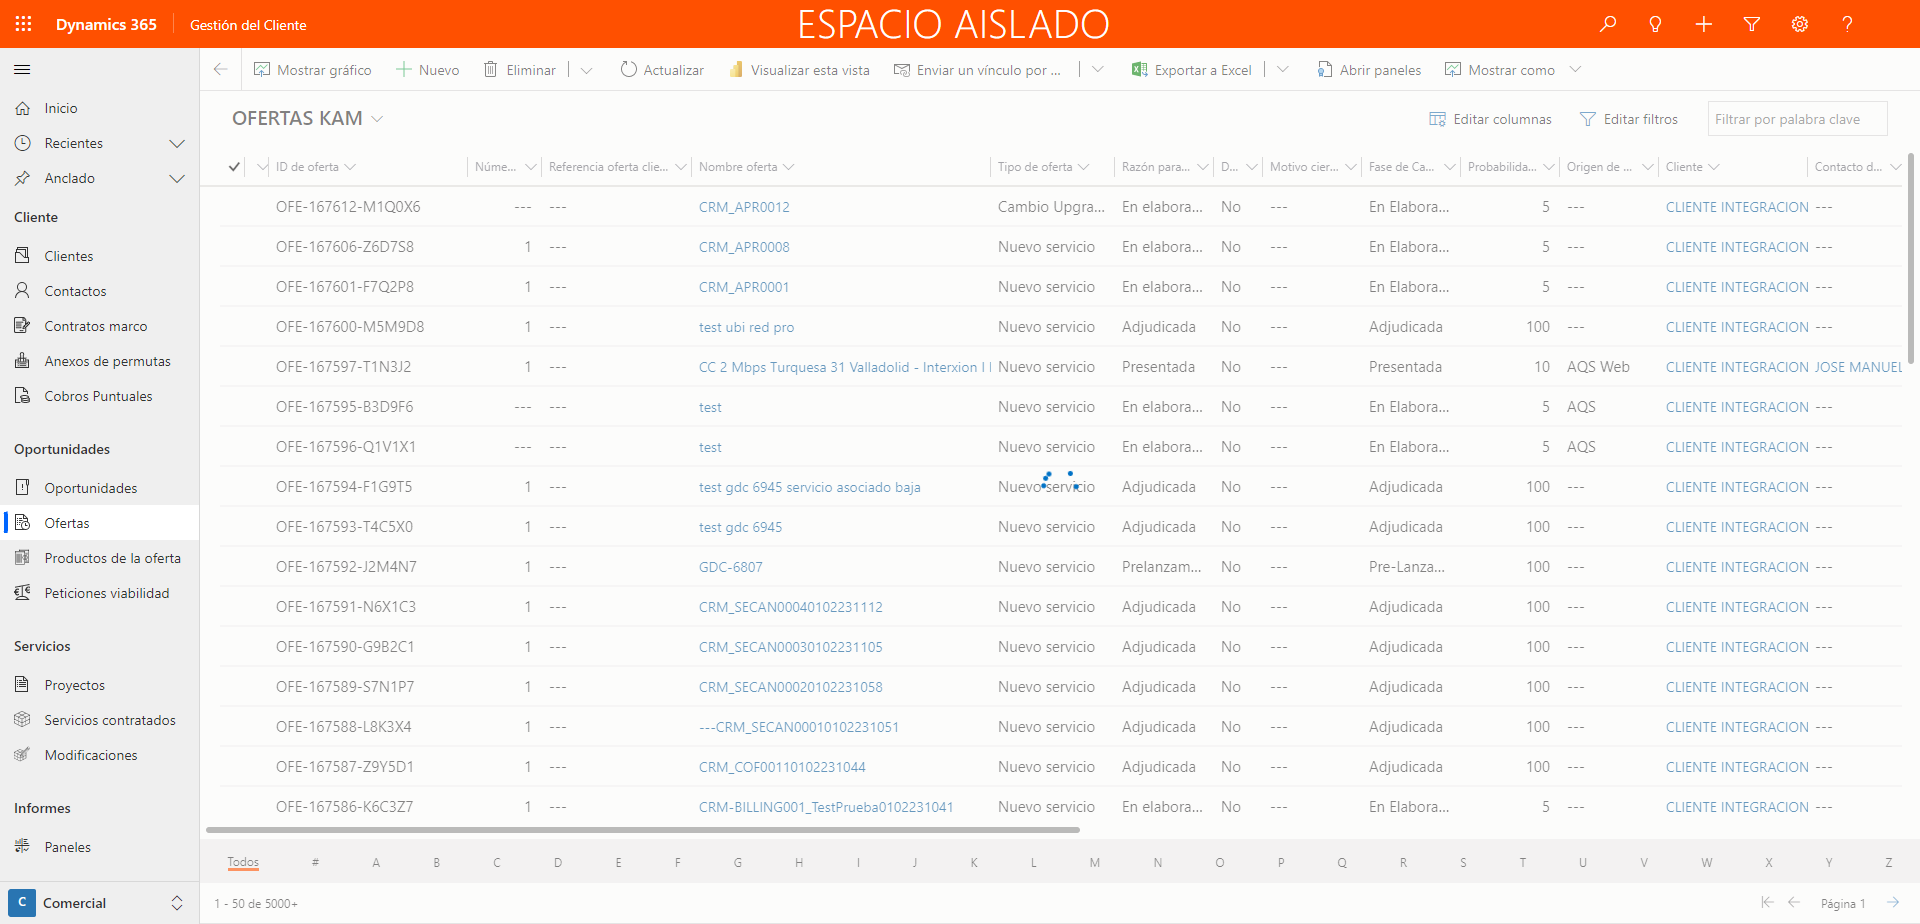 Dynamics 365 Gestión del Cliente ESPACIO AISLADO
Mostrar gráfico Nuevo Eliminar Actualizar Visualizar esta vista Enviar un vínculo por ... Exportar a Excel Abrir paneles Mostrar como
Inicio
Recientes
Anclado
Cliente
Clientes
Contactos
Contratos marco
Anexos de permutas
Cobros Puntuales
Oportunidades
Oportunidades
Ofertas
Productos de la oferta
Peticiones viabilidad
Servicios
Proyectos
Servicios contratados
Modificaciones
Informes
Paneles
C Comercial
OFERTAS KAM Editar columnas Editar filtros Filtrar por palabra clave
ID de oferta Núme... Referencia oferta clie... Nombre oferta Tipo de oferta Razón para... D... Motivo cier... Fase de Ca... Probabilida... Origen de ... Cliente Contacto d...
OFE-167612-M1Q0X6 --- --- CRM_APR0012 Cambio Upgra... En elabora... No --- En Elabora... 5 --- CLIENTE INTEGRACION ---
OFE-167606-Z6D7S8 1 --- CRM_APR0008 Nuevo servicio En elabora... No --- En Elabora... 5 --- CLIENTE INTEGRACION ---
OFE-167601-F7Q2P8 1 --- CRM_APR0001 Nuevo servicio En elabora... No --- En Elabora... 5 --- CLIENTE INTEGRACION ---
OFE-167600-M5M9D8 1 --- test ubi red pro Nuevo servicio Adjudicada No --- Adjudicada 100 --- CLIENTE INTEGRACION ---
OFE-167597-T1N3J2 1 --- CC 2 Mbps Turquesa 31 Valladolid - Interxion I Nuevo servicio Presentada No --- Presentada 10 AQS Web CLIENTE INTEGRACION JOSE MANUEL
OFE-167595-B3D9F6 --- --- test Nuevo servicio En elabora... No --- En Elabora... 5 AQS CLIENTE INTEGRACION ---
OFE-167596-Q1V1X1 --- --- test Nuevo servicio En elabora... No --- En Elabora... 5 AQS CLIENTE INTEGRACION ---
OFE-167594-F1G9T5 1 --- test gdc 6945 servicio asociado baja Nuevo servicio Adjudicada No --- Adjudicada 100 --- CLIENTE INTEGRACION ---
OFE-167593-T4C5X0 1 --- test gdc 6945 Nuevo servicio Adjudicada No --- Adjudicada 100 --- CLIENTE INTEGRACION ---
OFE-167592-J2M4N7 1 --- GDC-6807 Nuevo servicio Prelanzam... No --- Pre-Lanza... 100 --- CLIENTE INTEGRACION ---
OFE-167591-N6X1C3 1 --- CRM_SECAN00040102231112 Nuevo servicio Adjudicada No --- Adjudicada 100 --- CLIENTE INTEGRACION ---
OFE-167590-G9B2C1 1 --- CRM_SECAN00030102231105 Nuevo servicio Adjudicada No --- Adjudicada 100 --- CLIENTE INTEGRACION ---
OFE-167589-S7N1P7 1 --- CRM_SECAN00020102231058 Nuevo servicio Adjudicada No --- Adjudicada 100 --- CLIENTE INTEGRACION ---
OFE-167588-L8K3X4 1 --- ---CRM_SECAN00010102231051 Nuevo servicio Adjudicada No --- Adjudicada 100 --- CLIENTE INTEGRACION ---
OFE-167587-Z9Y5D1 1 --- CRM_COF00110102231044 Nuevo servicio Adjudicada No --- Adjudicada 100 --- CLIENTE INTEGRACION ---
OFE-167586-K6C3Z7 1 --- CRM-BILLING001_TestPrueba0102231041 Nuevo servicio En elabora... No --- En Elabora... 5 --- CLIENTE INTEGRACION ---
Todos # A B C D E F G H I J K L M N O P Q R S T U V W X Y Z
1 - 50 de 5000+ Página 1